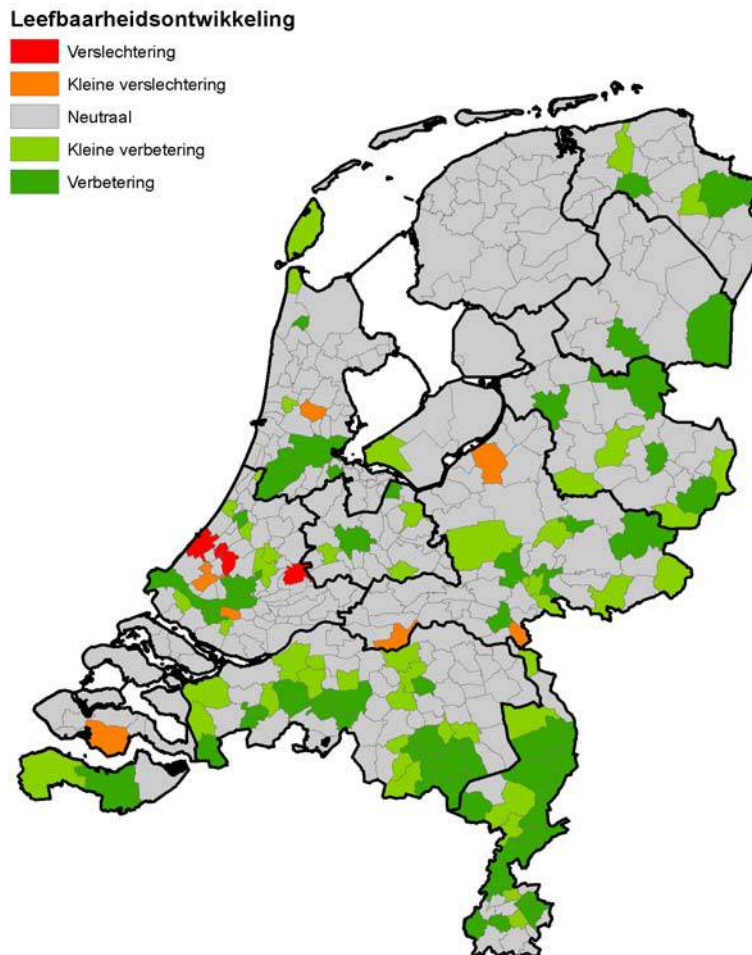 Leefbaarheidsontwikkeling
Verslechtering
Kleine verslechtering
Neutraal
Kleine verbetering
Verbetering